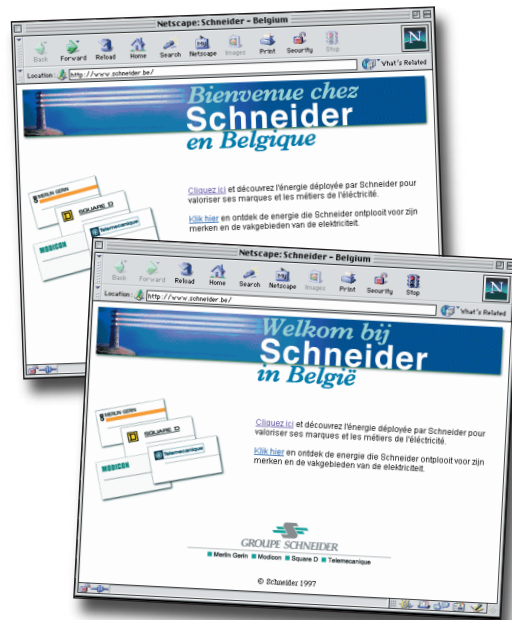 Netscape: Schneider - Belgium
Back Forward Reload Home Search Netscape Images Print Security Stop
N
Location: http://www.schneider.be/
What's Related
Bienvenue chez
Schneider
en Belgique
MERLIN GERIN
SQUARE D
Telemecanique
MODICON
Cliquez ici et découvrez l'énergie déployée par Schneider pour
valoriser ses marques et les métiers de l'éléctricité.
Klik hier en ontdek de energie die Schneider ontplooit voor zijn
merken en de vakgebieden van de elektriciteit.
Netscape: Schneider - Belgium
Back Forward Reload Home Search Netscape Images Print Security Stop
N
Location: http://www.schneider.be/
What's Related
Welkom bij
Schneider
in België
MERLIN GERIN
SQUARE D
Telemecanique
MODICON
Cliquez ici et découvrez l'énergie déployée par Schneider pour
valoriser ses marques et les métiers de l'éléctricité.
Klik hier en ontdek de energie die Schneider ontplooit voor zijn
merken en de vakgebieden van de elektriciteit.
GROUPE SCHNEIDER
Merlin Gerin Modicon Square D Telemecanique
© Schneider 1997